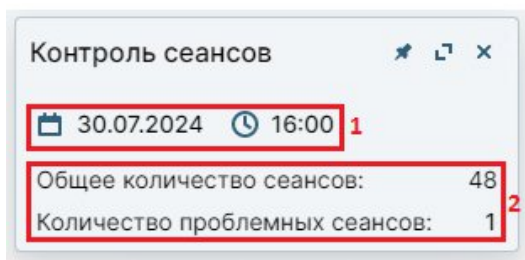 Контроль сеансов
30.07.2024 16:00 1
Общее количество сеансов: 48
2
Количество проблемных сеансов: 1